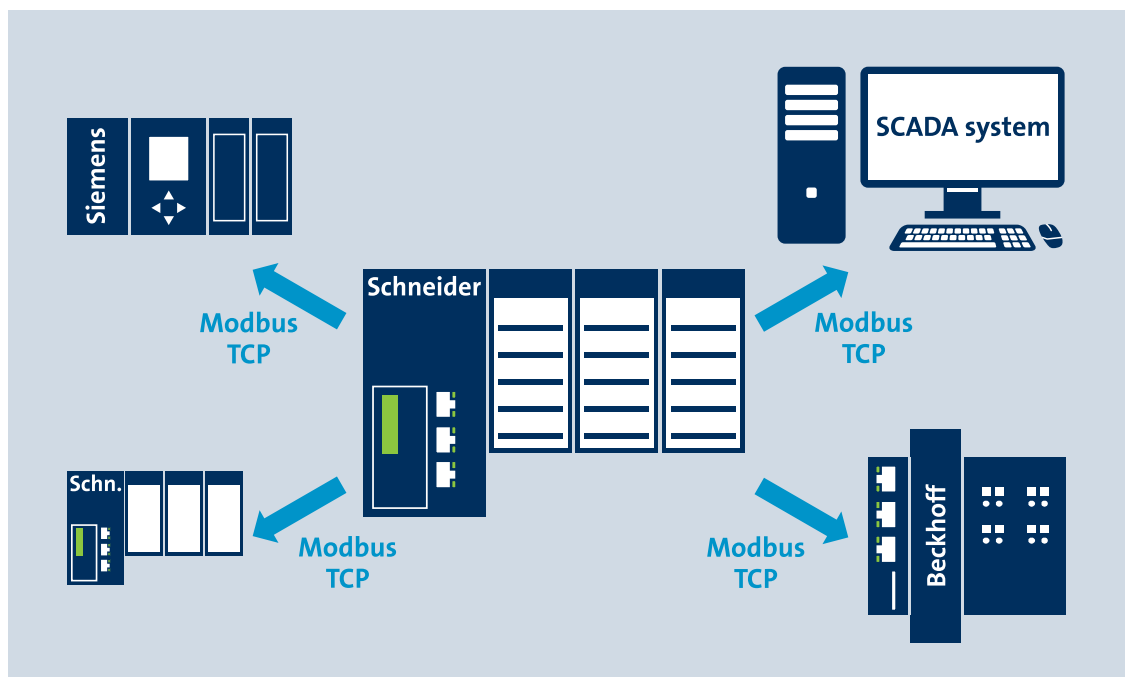 Siemens
SCADA system
Schneider
Modbus
TCP
Modbus
TCP
Schn.
Modbus
TCP
Modbus
TCP
Beckhoff